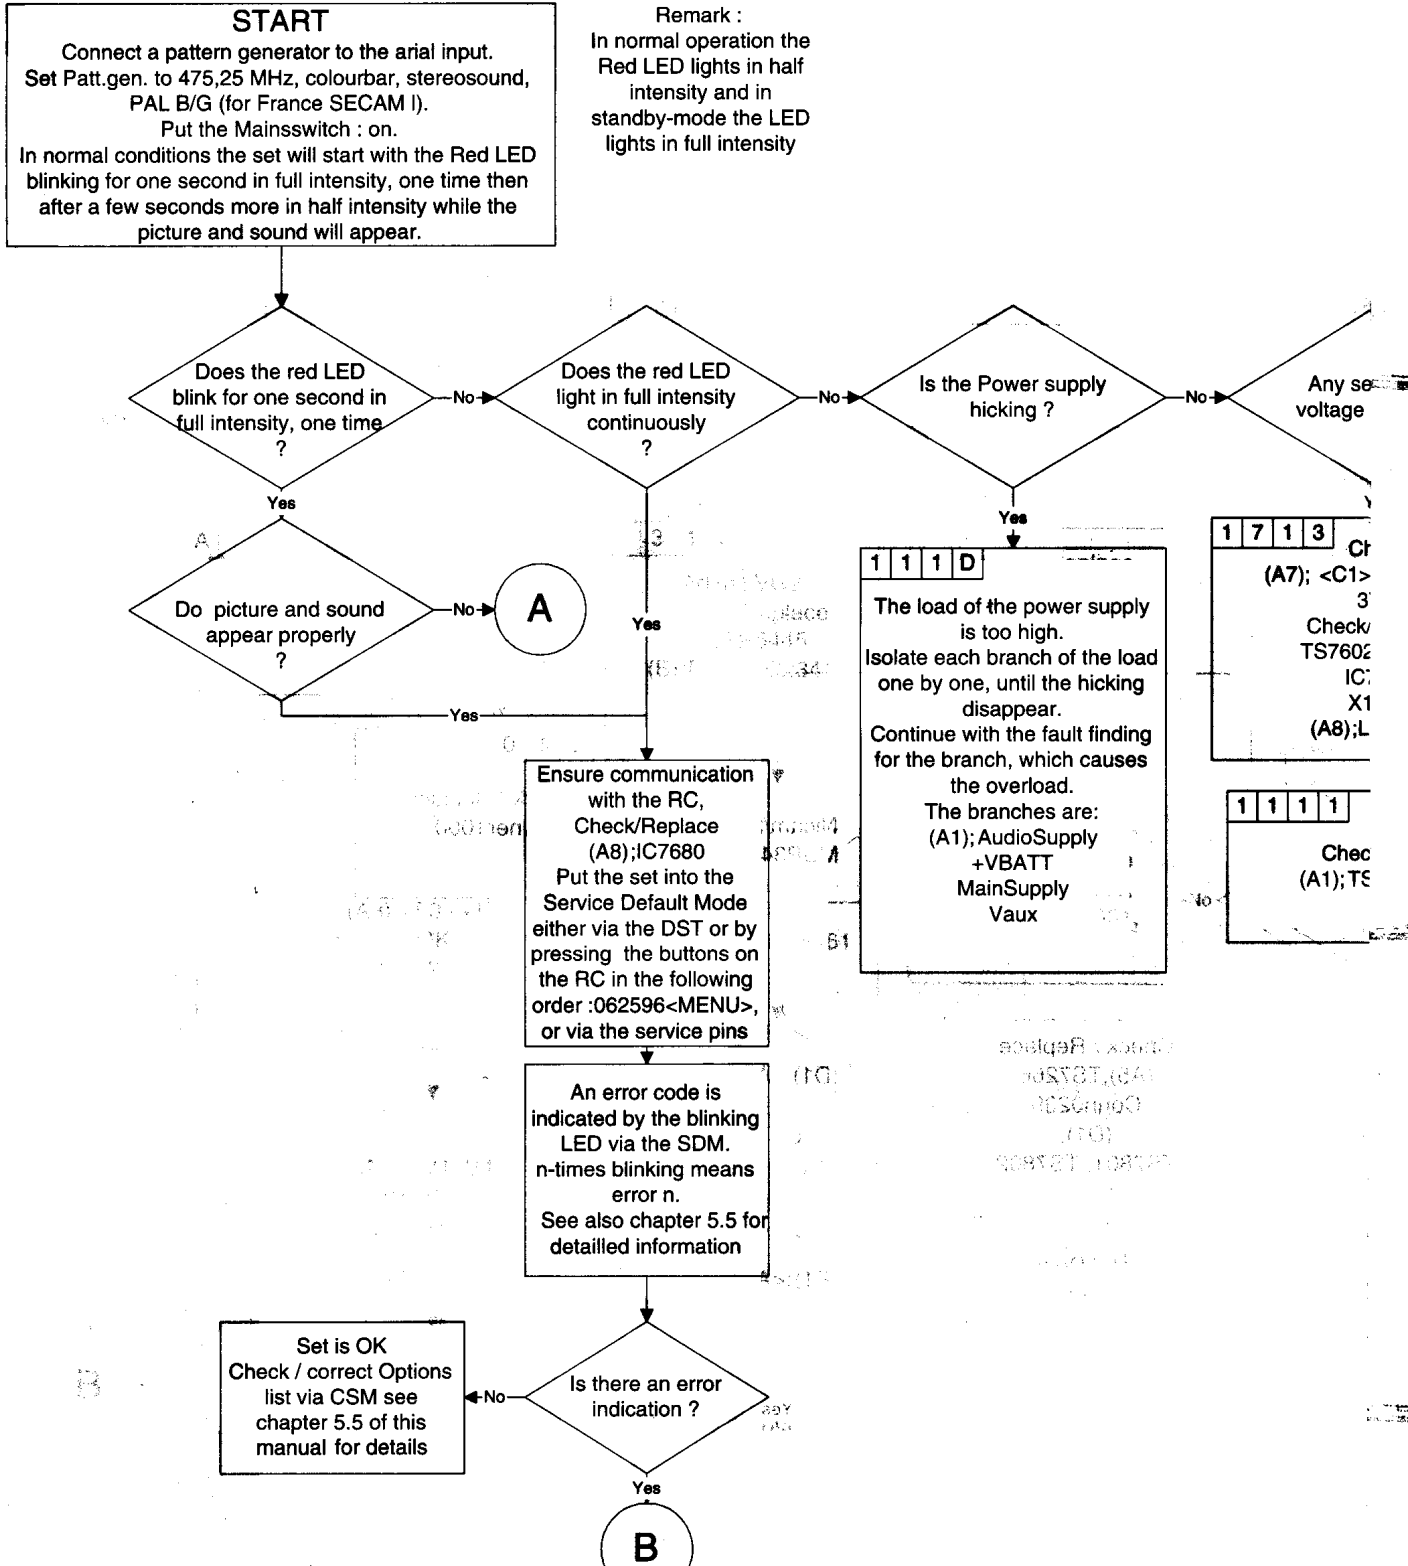 START
Connect a pattern generator to the arial input.
Set Patt.gen. to 475,25 MHz, colourbar, stereosound,
PAL B/G (for France SECAM I).
Put the Mainsswitch : on.
In normal conditions the set will start with the Red LED
blinking for one second in full intensity, one time then
after a few seconds more in half intensity while the
picture and sound will appear.
Remark :
In normal operation the
Red LED lights in half
intensity and in
standby-mode the LED
lights in full intensity
Does the red LED
blink for one second in
full intensity, one time
?
No
Does the red LED
light in full intensity
continuously
?
No
Is the Power supply
hicking ?
No
Any se
voltage
Yes
Do picture and sound
appear properly
?
No
A
Yes
Yes
Yes
1 1 1 D
The load of the power supply
is too high.
Isolate each branch of the load
one by one, until the hicking
disappear.
Continue with the fault finding
for the branch, which causes
the overload.
The branches are:
(A1);AudioSupply
+VBATT
MainSupply
Vaux
1 7 1 3
Ch
(A7); <C1>
3
Check/
TS7602
IC7
X1
(A8);L
1 1 1 1
Chec
(A1);TS
Ensure communication
with the RC,
Check/Replace
(A8);IC7680
Put the set into the
Service Default Mode
either via the DST or by
pressing the buttons on
the RC in the following
order :062596<MENU>,
or via the service pins
An error code is
indicated by the blinking
LED via the SDM.
n-times blinking means
error n.
See also chapter 5.5 for
detailled information
Is there an error
indication ?
No
Set is OK
Check / correct Options
list via CSM see
chapter 5.5 of this
manual for details
Yes
B